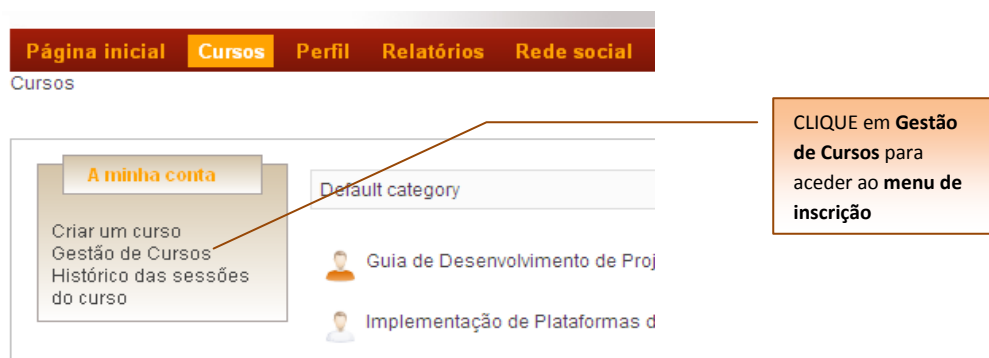 Página inicial Cursos Perfil Relatórios Rede social
Cursos
A minha conta
Criar um curso
Gestão de Cursos
Histórico das sessões
do curso
Default category
Guia de Desenvolvimento de Proj
Implementação de Plataformas d
CLIQUE em Gestão
de Cursos para
aceder ao menu de
inscrição